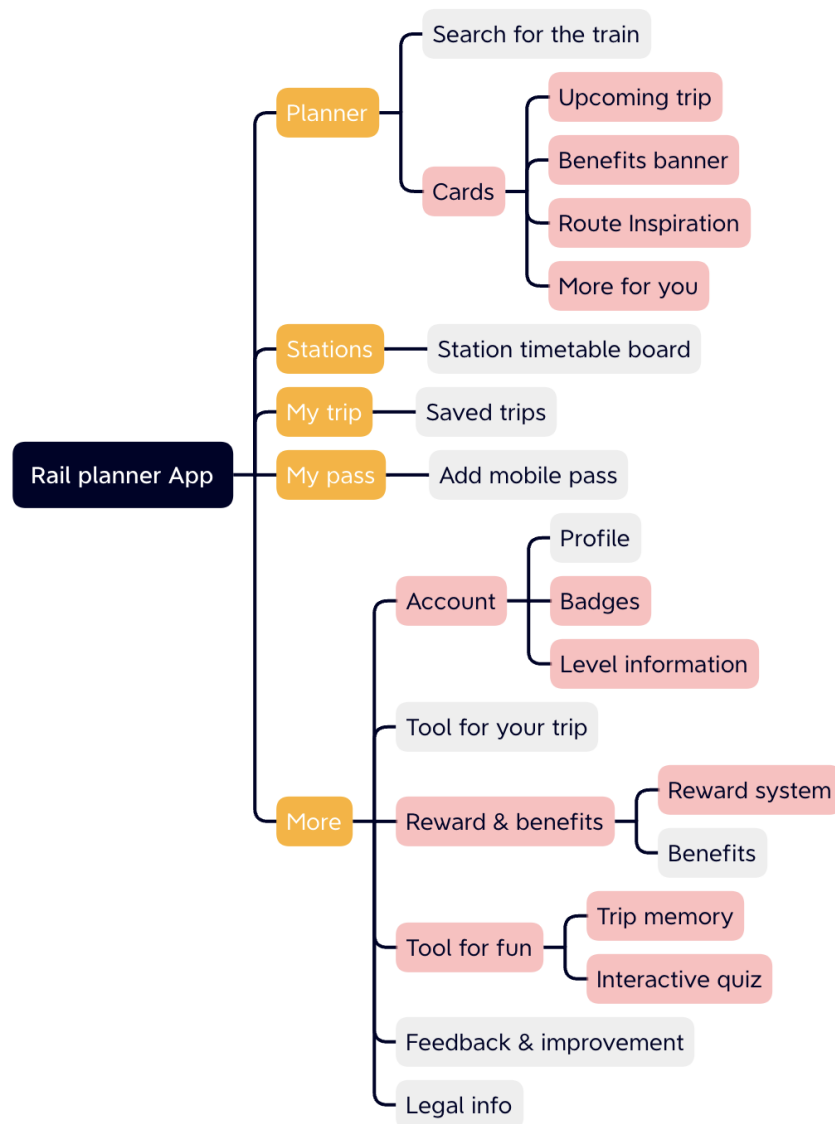 Search for the train
Planner
Upcoming trip
Benefits banner
Cards
Route Inspiration
More for you
Stations
Station timetable board
My trip
Saved trips
Rail planner App
My pass
Add mobile pass
Profile
Account
Badges
Level information
Tool for your trip
More
Reward & benefits
Reward system
Benefits
Trip memory
Tool for fun
Interactive quiz
Feedback & improvement
Legal info